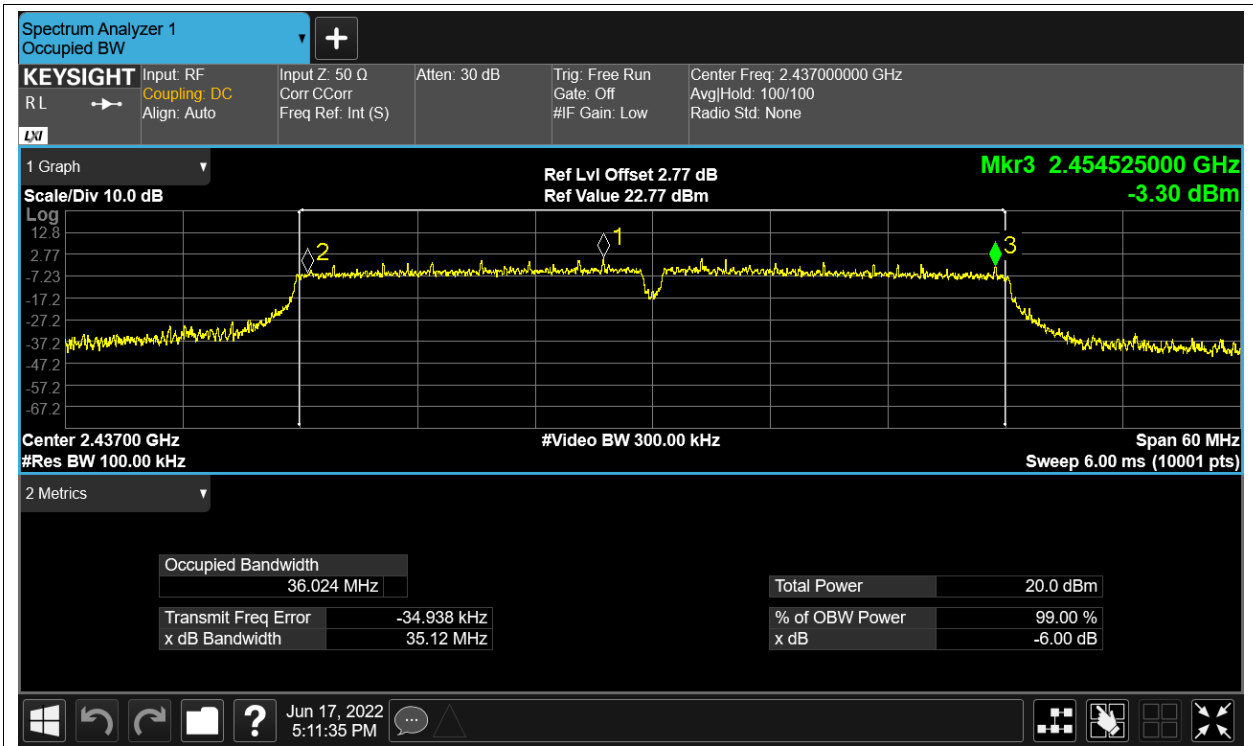 Spectrum Analyzer 1
Occupied BW
KEYSIGHT
R L
LXI
Input: RF
Coupling: DC
Align: Auto
Input Z: 50 Ω
Corr CCorr
Freq Ref: Int (S)
Atten: 30 dB
Trig: Free Run
Gate: Off
#IF Gain: Low
Center Freq: 2.437000000 GHz
Avg|Hold: 100/100
Radio Std: None
1 Graph
Scale/Div 10.0 dB
Ref Lvl Offset 2.77 dB
Ref Value 22.77 dBm
Mkr3 2.454525000 GHz
-3.30 dBm
Log
12.8
2.77
-7.23
-17.2
-27.2
-37.2
-47.2
-57.2
-67.2
2
1
3
Center 2.43700 GHz
#Video BW 300.00 kHz
Span 60 MHz
#Res BW 100.00 kHz
Sweep 6.00 ms (10001 pts)
2 Metrics
Occupied Bandwidth
36.024 MHz
Transmit Freq Error -34.938 kHz
x dB Bandwidth 35.12 MHz
Total Power 20.0 dBm
% of OBW Power 99.00 %
x dB -6.00 dB
?
Jun 17, 2022
5:11:35 PM